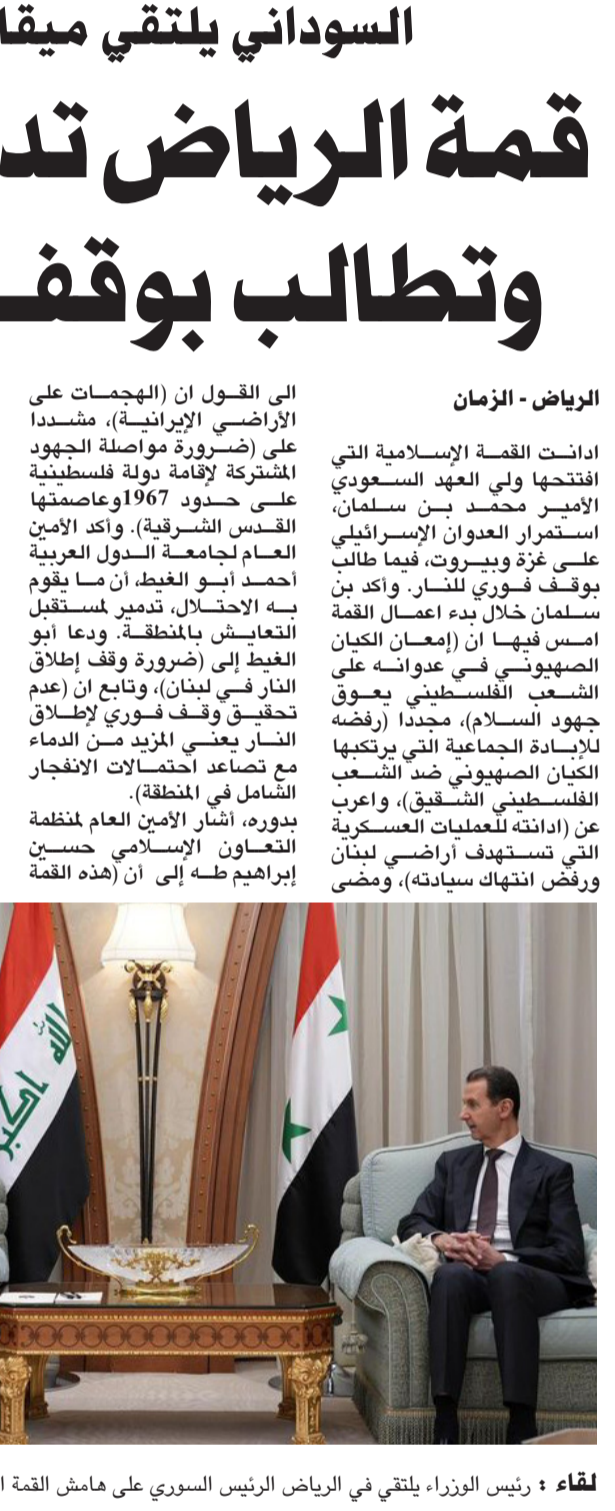 السوداني يلتقي ميقا
قمة الرياض تد
وتطالب بوقف
الرياض - الزمان
ادانت القمة الإسلامية التي
افتتحها ولي العهد السعودي
الأمير محمد بن سلمان،
استمرار العدوان الإسرائيلي
على غزة وبيروت، فيما طالب
بوقف فوري للنار. وأكد بن
سلمان خلال بدء اعمال القمة
امس فيها ان (إمعان الكيان
الصهيوني في عدوانه على
الشعب الفلسطيني يعوق
جهود السلام)، مجددا (رفضه
للإبادة الجماعية التي يرتكبها
الكيان الصهيوني ضد الشعب
الفلسطيني الشقيق)، واعرب
عن (ادانته للعمليات العسكرية
التي تستهدف أراضي لبنان
ورفض انتهاك سيادته)، ومضى
الى القول ان (الهجمات على
الأراضي الإيرانية)، مشددا
على (ضرورة مواصلة الجهود
المشتركة لإقامة دولة فلسطينية
على حدود 1967وعاصمتها
القدس الشرقية). وأكد الأمين
العام لجامعة الدول العربية
أحمد أبو الغيط، أن ما يقوم
به الاحتلال، تدمير لمستقبل
التعايش بالمنطقة. ودعا أبو
الغيط إلى (ضرورة وقف إطلاق
النار في لبنان)، وتابع ان (عدم
تحقيق وقف فوري لإطلاق
النار يعني المزيد من الدماء
مع تصاعد احتمالات الانفجار
الشامل في المنطقة).
بدوره، أشار الأمين العام لمنظمة
التعاون الإسلامي حسين
إبراهيم طه إلى أن (هذه القمة
الله اكبر
لقاء : رئيس الوزراء يلتقي في الرياض الرئيس السوري على هامش القمة ا